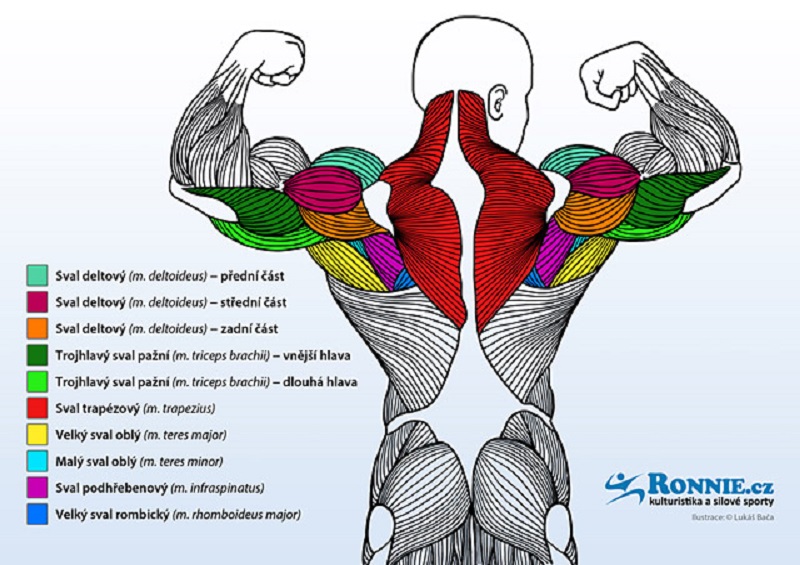 Sval deltový (m. deltoideus) – přední část
Sval deltový (m. deltoideus) – střední část
Sval deltový (m. deltoideus) – zadní část
Trojhlavý sval pažní (m. triceps brachii) – vnější hlava
Trojhlavý sval pažní (m. triceps brachii) – dlouhá hlava
Sval trapézový (m. trapezius)
Velký sval oblý (m. teres major)
Malý sval oblý (m. teres minor)
Sval podhřebenový (m. infraspinatus)
Velký sval rombický (m. rhomboideus major)
RONNIE.cz
kulturistika a silové sporty
Ilustrace: © Lukáš Bača